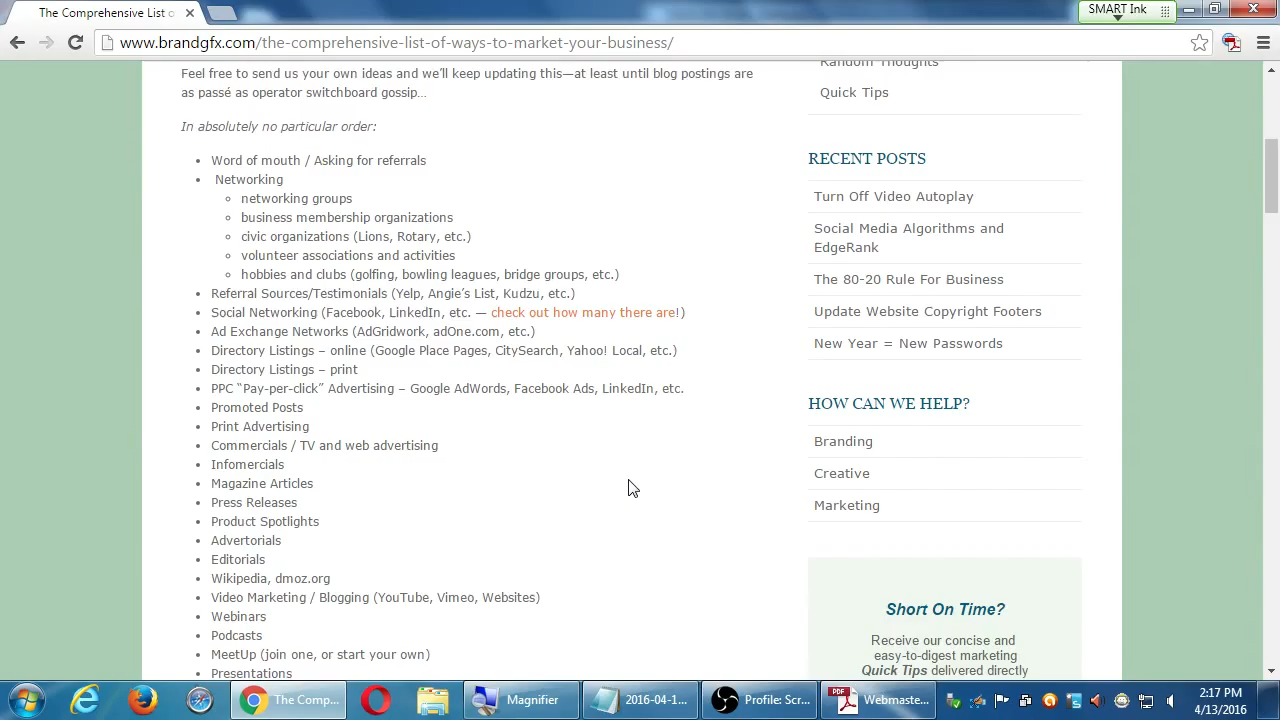 The Comprehensive List o
SMART Ink
www.brandgfx.com/the-comprehensive-list-of-ways-to-market-your-business/
Feel free to send us your own ideas and we'll keep updating this—at least until blog postings are
as passé as operator switchboard gossip…
In absolutely no particular order:
Word of mouth / Asking for referrals
Networking
networking groups
business membership organizations
civic organizations (Lions, Rotary, etc.)
volunteer associations and activities
hobbies and clubs (golfing, bowling leagues, bridge groups, etc.)
Referral Sources/Testimonials (Yelp, Angie's List, Kudzu, etc.)
Social Networking (Facebook, LinkedIn, etc. — check out how many there are!)
Ad Exchange Networks (AdGridwork, adOne.com, etc.)
Directory Listings – online (Google Place Pages, CitySearch, Yahoo! Local, etc.)
Directory Listings – print
PPC "Pay-per-click" Advertising – Google AdWords, Facebook Ads, LinkedIn, etc.
Promoted Posts
Print Advertising
Commercials / TV and web advertising
Infomercials
Magazine Articles
Press Releases
Product Spotlights
Advertorials
Editorials
Wikipedia, dmoz.org
Video Marketing / Blogging (YouTube, Vimeo, Websites)
Webinars
Podcasts
MeetUp (join one, or start your own)
Presentations
Random Thoughts
Quick Tips
RECENT POSTS
Turn Off Video Autoplay
Social Media Algorithms and
EdgeRank
The 80-20 Rule For Business
Update Website Copyright Footers
New Year = New Passwords
HOW CAN WE HELP?
Branding
Creative
Marketing
Short On Time?
Receive our concise and
easy-to-digest marketing
Quick Tips delivered directly
The Comp...
Magnifier
2016-04-1...
Profile: Scr...
PDF
Webmaste...
2:17 PM
4/13/2016